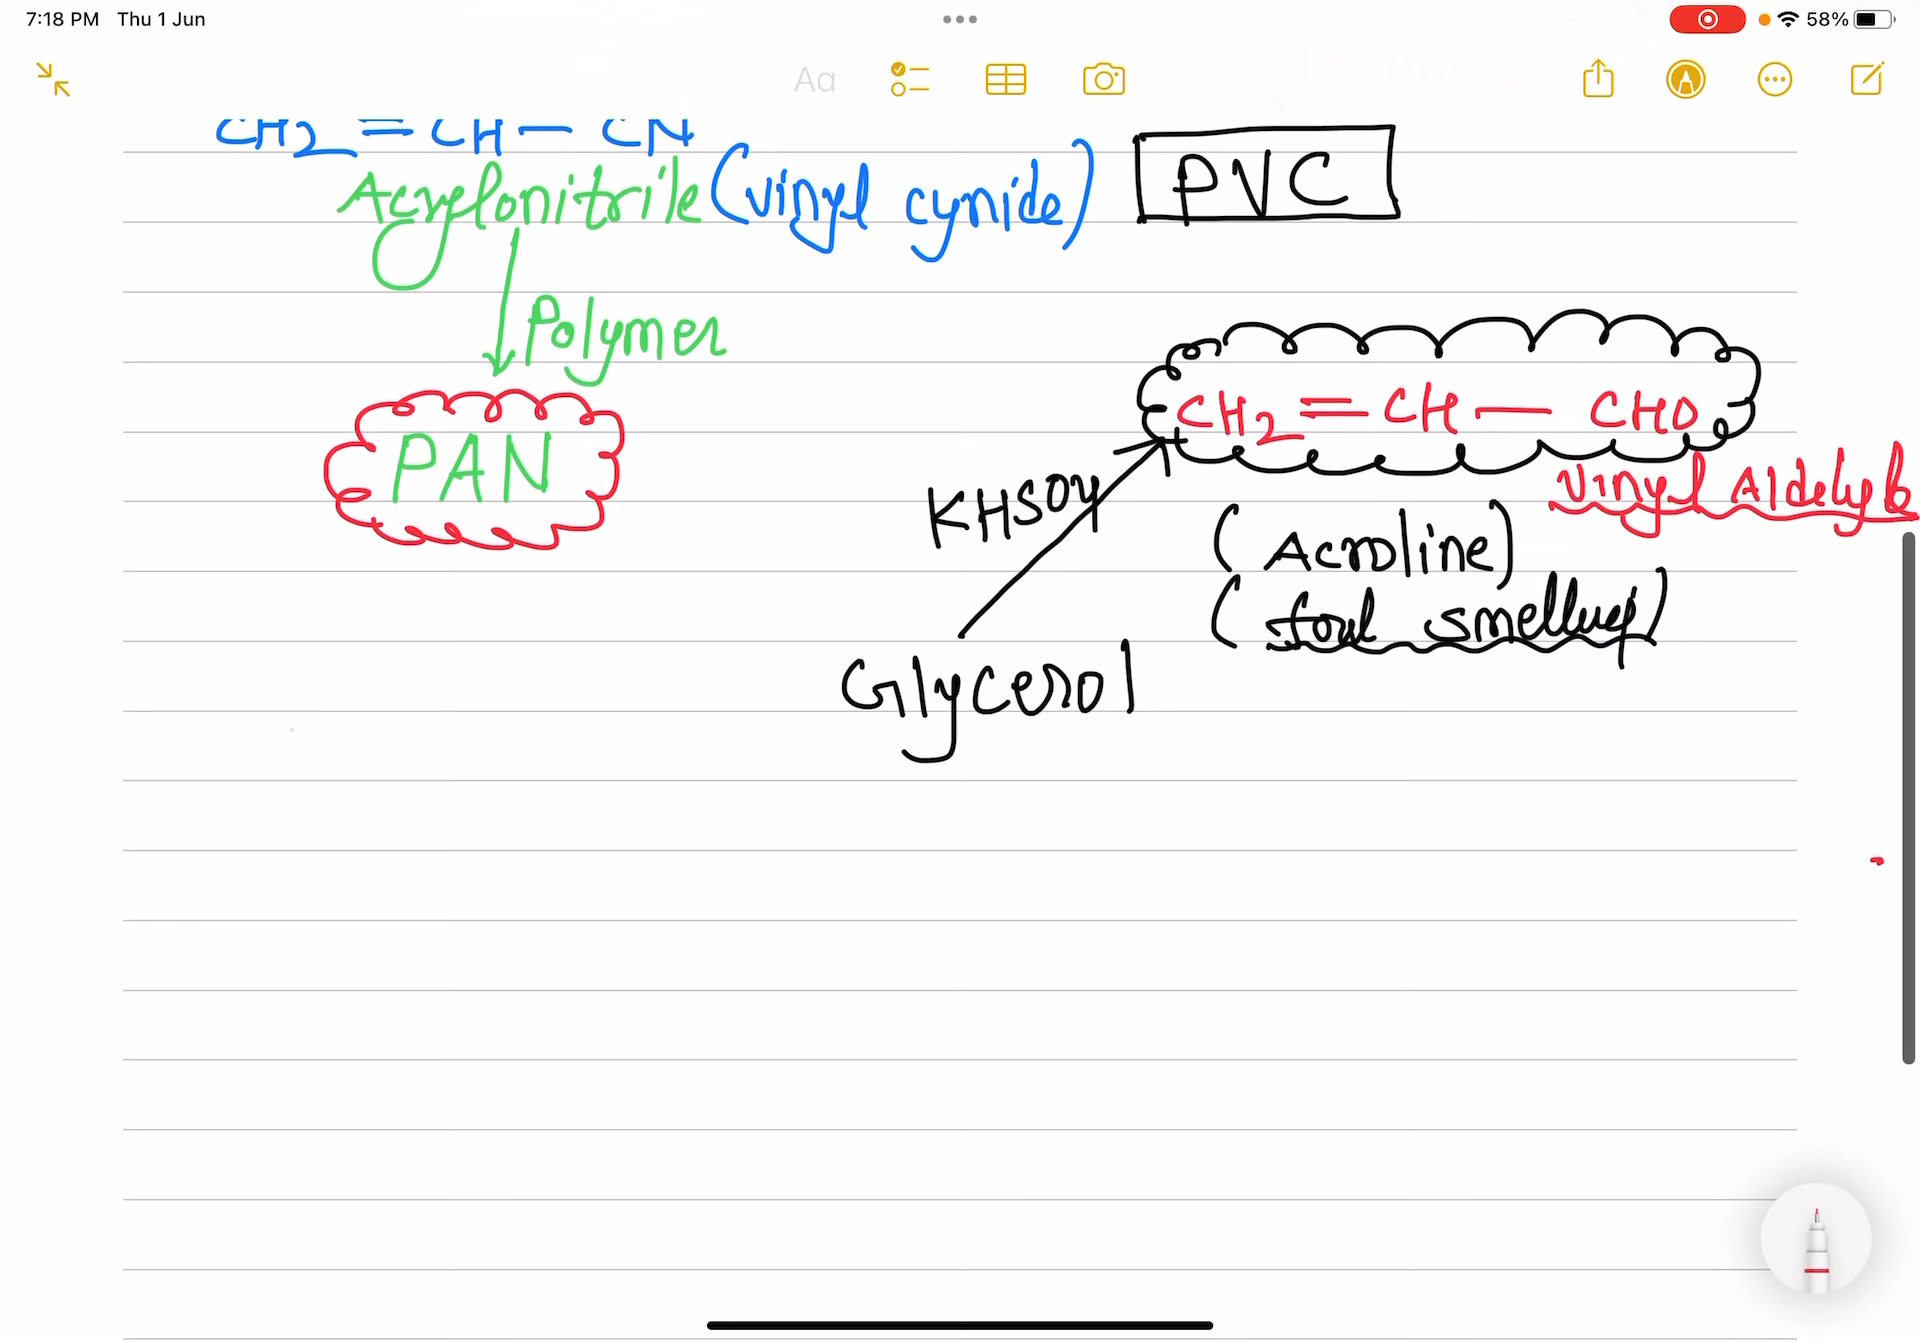 7:18 PM Thu 1 Jun
58%
Aa
CH2 = CH - CN
Acrylonitrile (vinyl cynide)
PVC
Polymer
PAN
CH2 = CH - CHO
Vinyl Aldelyle
KHSO4
(Acroline)
(foul smelling)
Glycerol